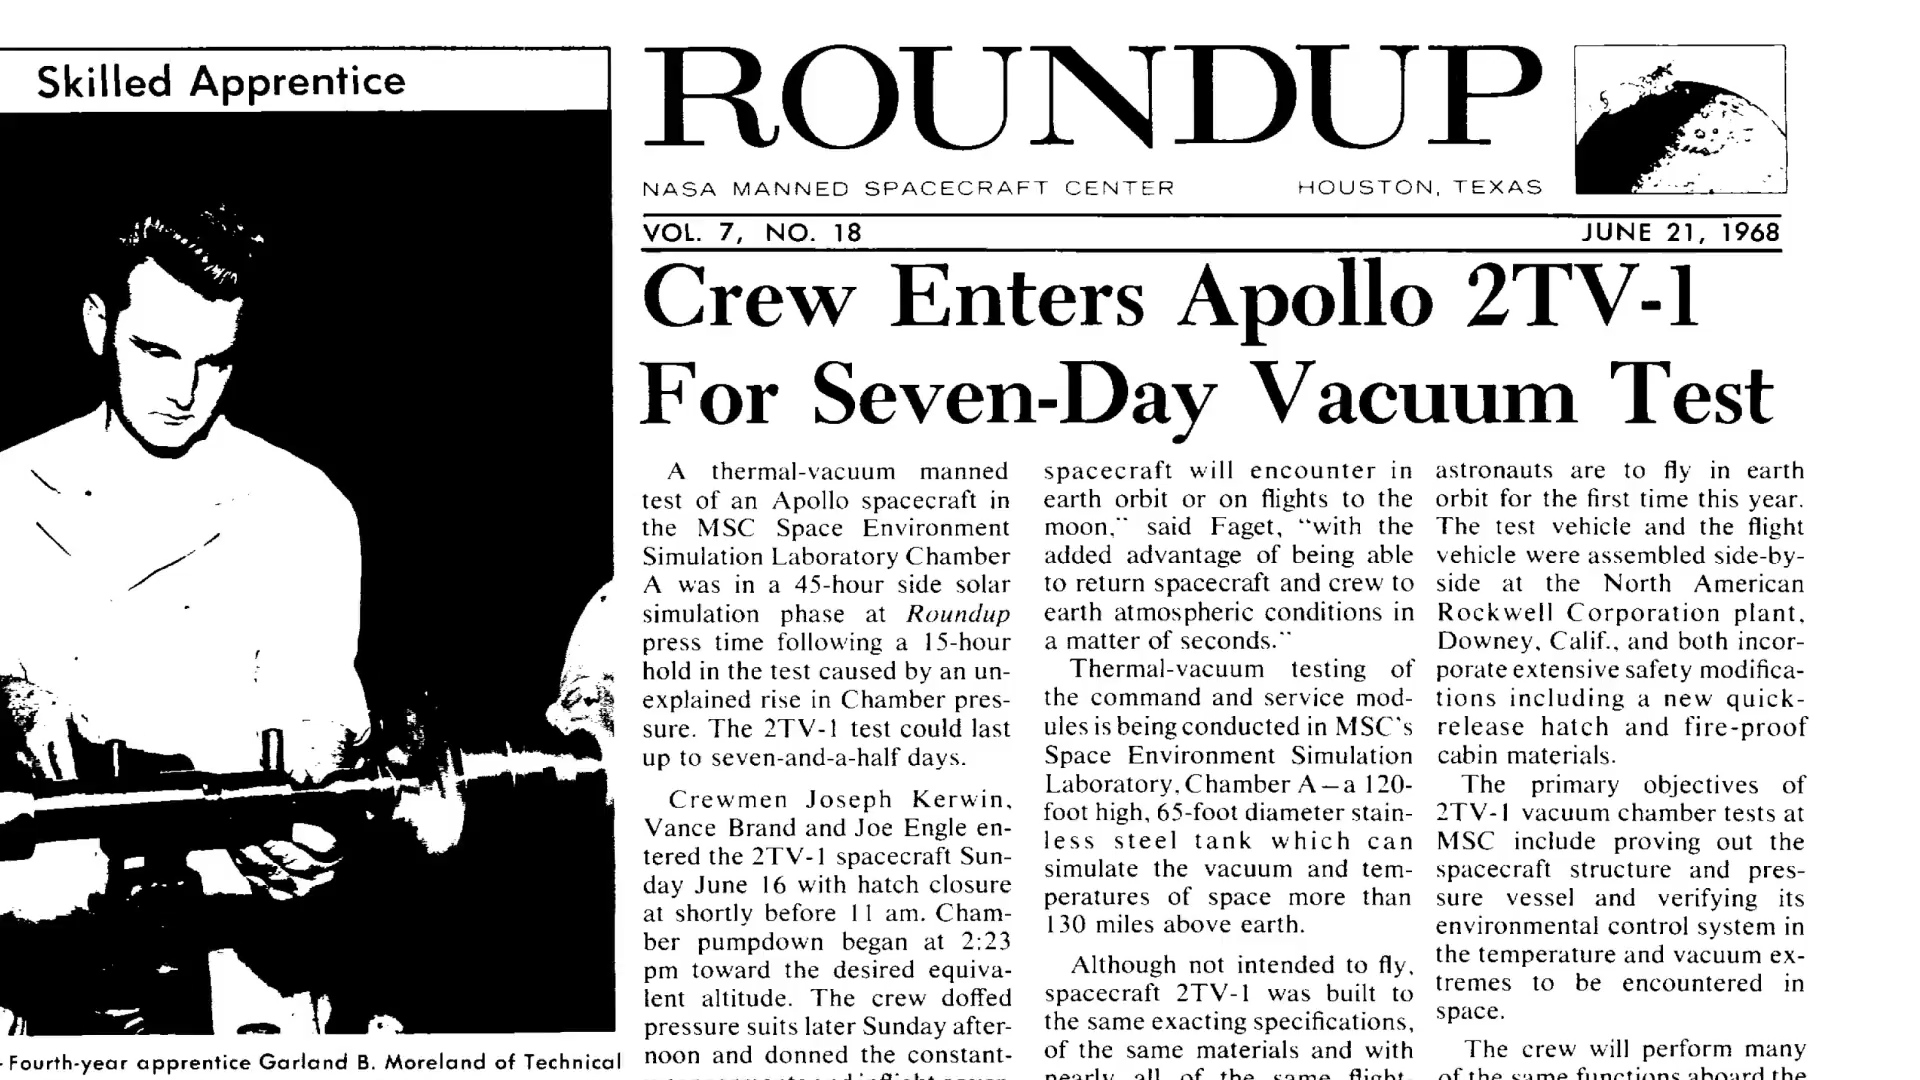 Skilled Apprentice
- Fourth-year apprentice Garland B. Moreland of Technical
ROUNDUP
NASA MANNED SPACECRAFT CENTER HOUSTON, TEXAS
VOL. 7, NO. 18 JUNE 21, 1968
Crew Enters Apollo 2TV-1
For Seven-Day Vacuum Test
A thermal-vacuum manned
test of an Apollo spacecraft in
the MSC Space Environment
Simulation Laboratory Chamber
A was in a 45-hour side solar
simulation phase at Roundup
press time following a 15-hour
hold in the test caused by an un-
explained rise in Chamber pres-
sure. The 2TV-1 test could last
up to seven-and-a-half days.
Crewmen Joseph Kerwin,
Vance Brand and Joe Engle en-
tered the 2TV-1 spacecraft Sun-
day June 16 with hatch closure
at shortly before 11 am. Cham-
ber pumpdown began at 2:23
pm toward the desired equiva-
lent altitude. The crew doffed
pressure suits later Sunday after-
noon and donned the constant-
spacecraft will encounter in
earth orbit or on flights to the
moon," said Faget, "with the
added advantage of being able
to return spacecraft and crew to
earth atmospheric conditions in
a matter of seconds."
Thermal-vacuum testing of
the command and service mod-
ules is being conducted in MSC's
Space Environment Simulation
Laboratory, Chamber A—a 120-
foot high, 65-foot diameter stain-
less steel tank which can
simulate the vacuum and tem-
peratures of space more than
130 miles above earth.
Although not intended to fly,
spacecraft 2TV-1 was built to
the same exacting specifications,
of the same materials and with
nearly all of the same flight-
astronauts are to fly in earth
orbit for the first time this year.
The test vehicle and the flight
vehicle were assembled side-by-
side at the North American
Rockwell Corporation plant,
Downey, Calif., and both incor-
porate extensive safety modifica-
tions including a new quick-
release hatch and fire-proof
cabin materials.
The primary objectives of
2TV-1 vacuum chamber tests at
MSC include proving out the
spacecraft structure and pres-
sure vessel and verifying its
environmental control system in
the temperature and vacuum ex-
tremes to be encountered in
space.
The crew will perform many
of the same functions aboard the